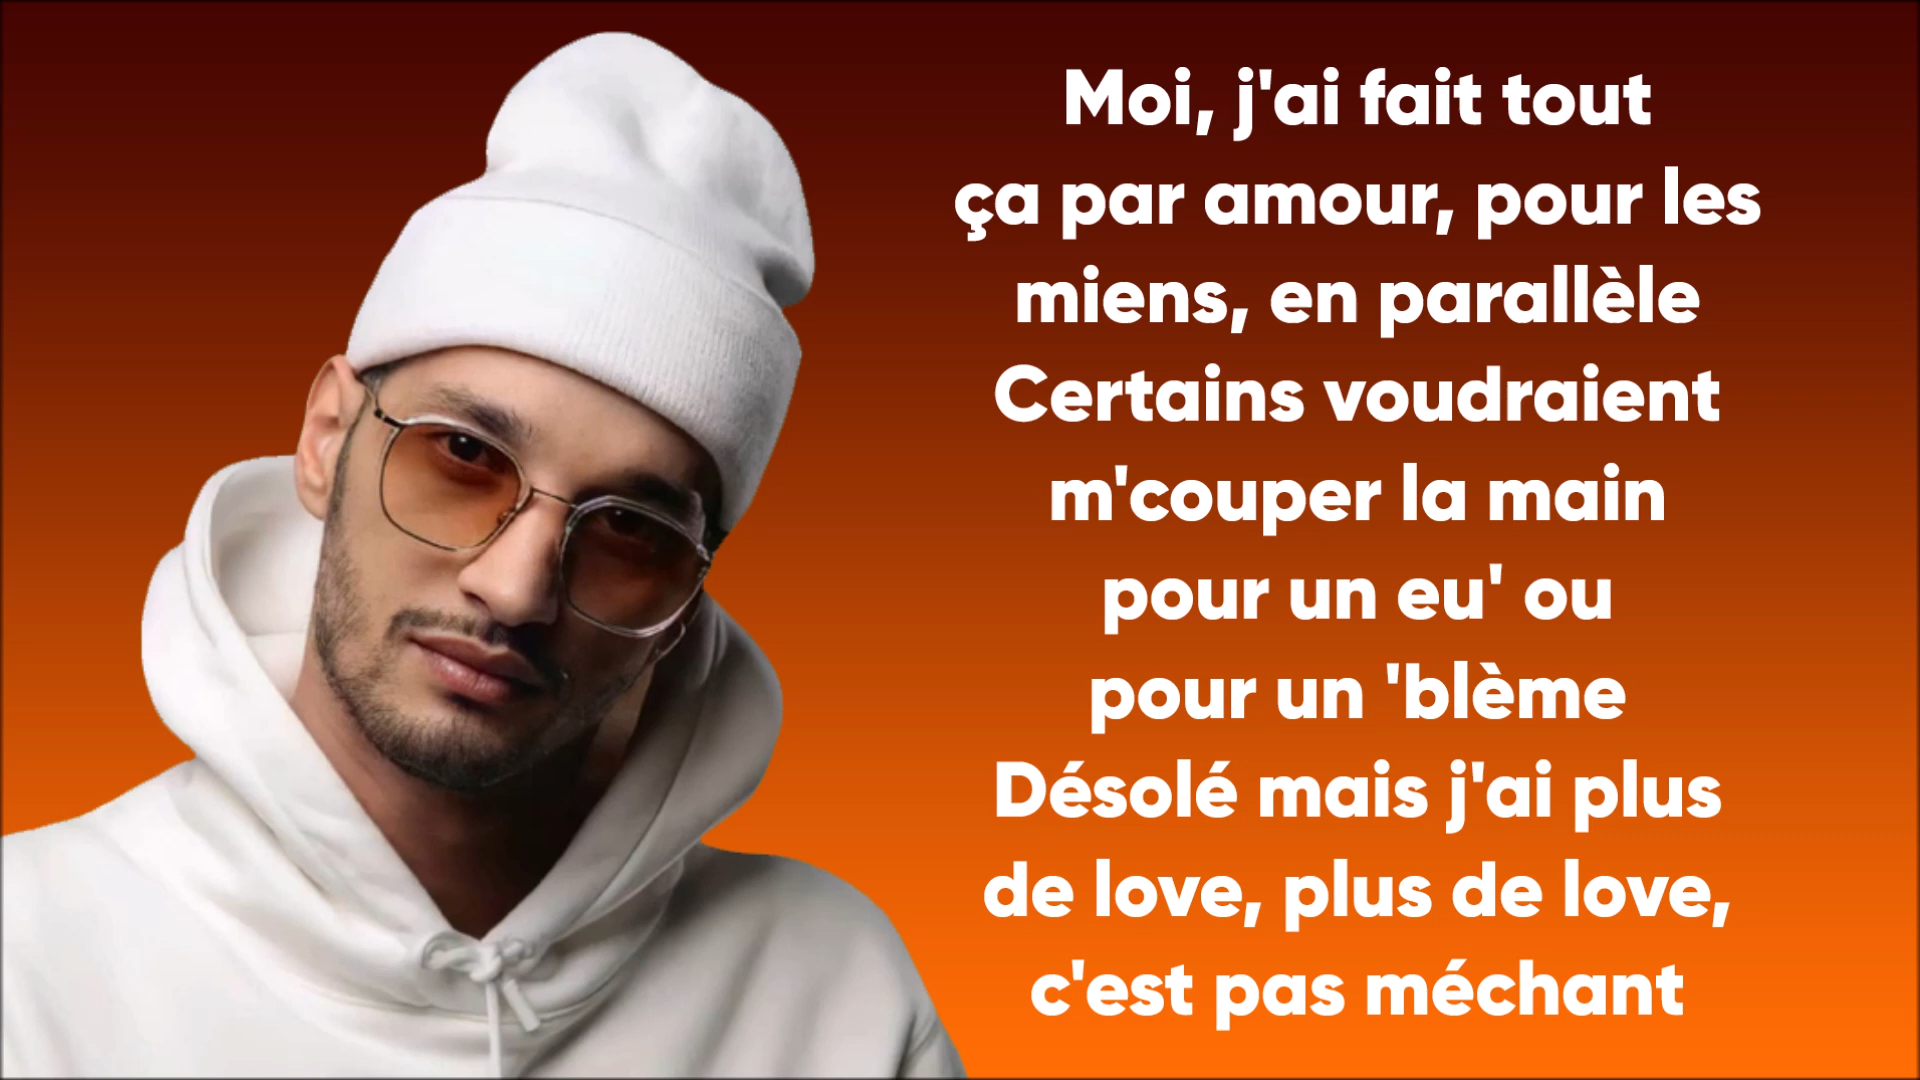 Moi, j'ai fait tout
ça par amour, pour les
miens, en parallèle
Certains voudraient
m'couper la main
pour un eu' ou
pour un 'blème
Désolé mais j'ai plus
de love, plus de love,
c'est pas méchant